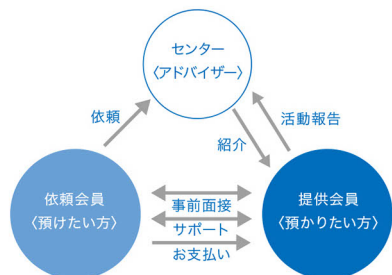 センター
〈アドバイザー〉
依頼
活動報告
紹介
依頼会員
〈預けたい方〉
事前面接
サポート
お支払い
提供会員
〈預かりたい方〉